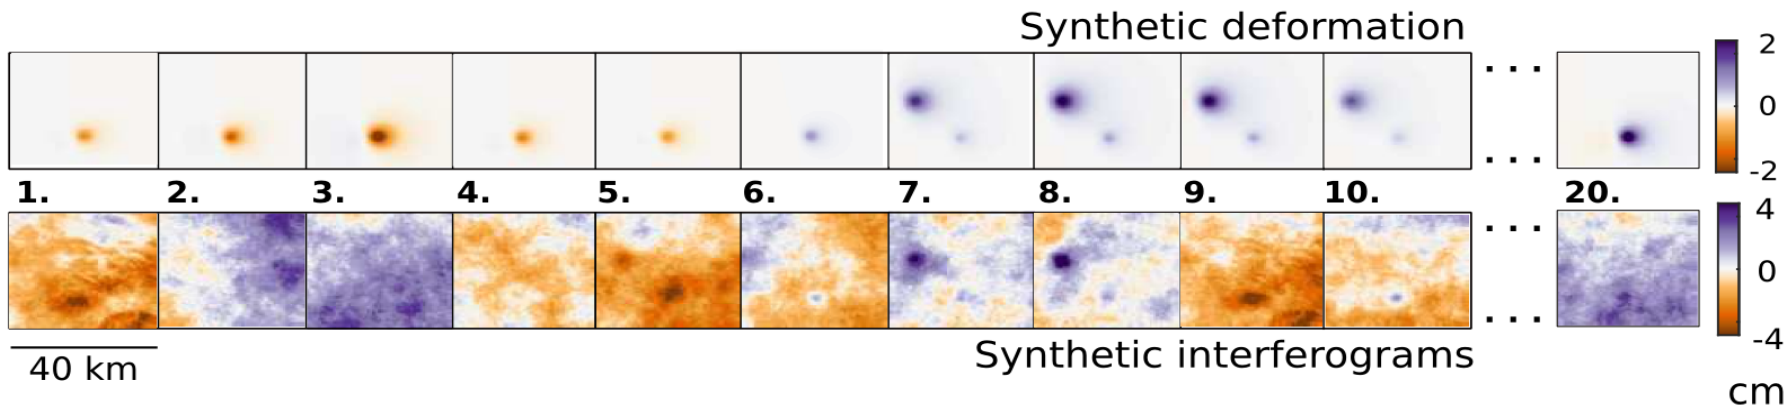 Synthetic deformation
2
0
-2
. . .
. . .
1. 2. 3. 4. 5. 6. 7. 8. 9. 10. 20.
4
0
-4
. . .
. . .
40 km
Synthetic interferograms
cm